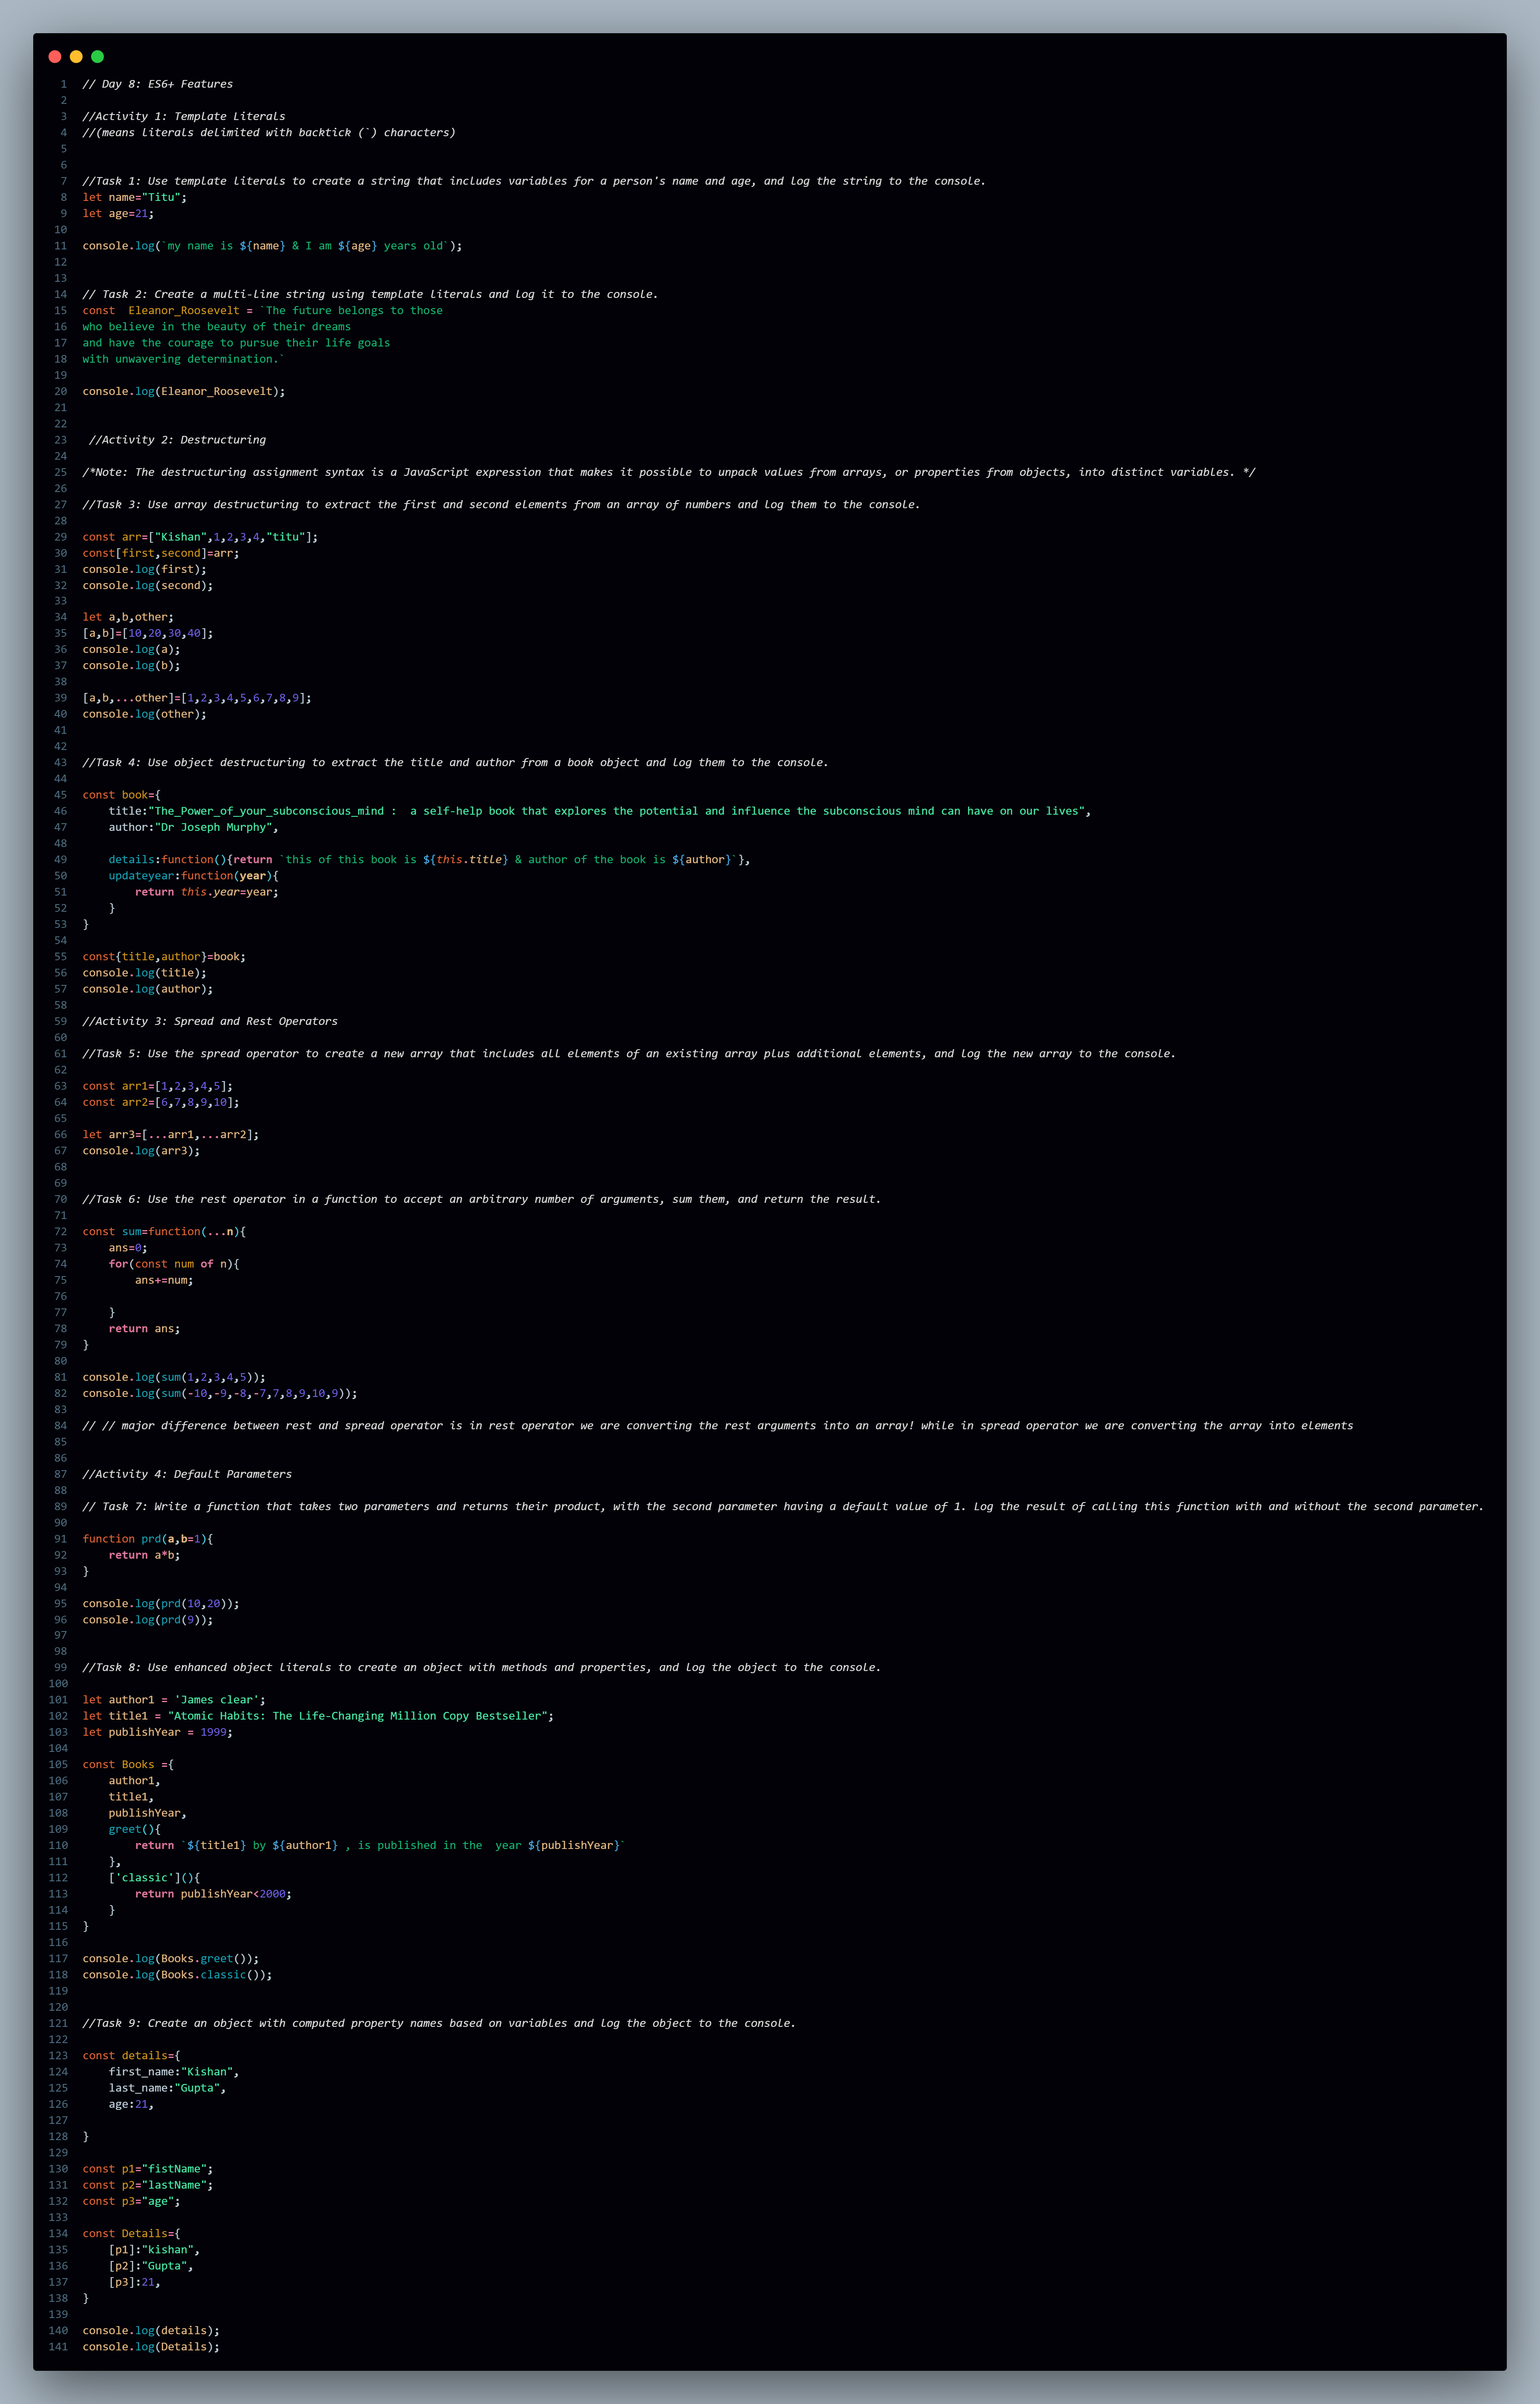 1 // Day 8: ES6+ Features
2
3 //Activity 1: Template Literals
4 //(means literals delimited with backtick (`) characters)
5
6
7 //Task 1: Use template literals to create a string that includes variables for a person's name and age, and log the string to the console.
8 let name="Titu";
9 let age=21;
10
11 console.log(`my name is ${name} & I am ${age} years old`);
12
13
14 // Task 2: Create a multi-line string using template literals and log it to the console.
15 const  Eleanor_Roosevelt = `The future belongs to those
16 who believe in the beauty of their dreams
17 and have the courage to pursue their life goals
18 with unwavering determination.`
19
20 console.log(Eleanor_Roosevelt);
21
22
23  //Activity 2: Destructuring
24
25 /*Note: The destructuring assignment syntax is a JavaScript expression that makes it possible to unpack values from arrays, or properties from objects, into distinct variables. */
26
27 //Task 3: Use array destructuring to extract the first and second elements from an array of numbers and log them to the console.
28
29 const arr=["Kishan",1,2,3,4,"titu"];
30 const[first,second]=arr;
31 console.log(first);
32 console.log(second);
33
34 let a,b,other;
35 [a,b]=[10,20,30,40];
36 console.log(a);
37 console.log(b);
38
39 [a,b,...other]=[1,2,3,4,5,6,7,8,9];
40 console.log(other);
41
42
43 //Task 4: Use object destructuring to extract the title and author from a book object and log them to the console.
44
45 const book={
46     title:"The_Power_of_your_subconscious_mind :  a self-help book that explores the potential and influence the subconscious mind can have on our lives",
47     author:"Dr Joseph Murphy",
48
49     details:function(){return `this of this book is ${this.title} & author of the book is ${author}`},
50     updateyear:function(year){
51         return this.year=year;
52     }
53 }
54
55 const{title,author}=book;
56 console.log(title);
57 console.log(author);
58
59 //Activity 3: Spread and Rest Operators
60
61 //Task 5: Use the spread operator to create a new array that includes all elements of an existing array plus additional elements, and log the new array to the console.
62
63 const arr1=[1,2,3,4,5];
64 const arr2=[6,7,8,9,10];
65
66 let arr3=[...arr1,...arr2];
67 console.log(arr3);
68
69
70 //Task 6: Use the rest operator in a function to accept an arbitrary number of arguments, sum them, and return the result.
71
72 const sum=function(...n){
73     ans=0;
74     for(const num of n){
75         ans+=num;
76
77     }
78     return ans;
79 }
80
81 console.log(sum(1,2,3,4,5));
82 console.log(sum(-10,-9,-8,-7,7,8,9,10,9));
83
84 // // major difference between rest and spread operator is in rest operator we are converting the rest arguments into an array! while in spread operator we are converting the array into elements
85
86
87 //Activity 4: Default Parameters
88
89 // Task 7: Write a function that takes two parameters and returns their product, with the second parameter having a default value of 1. Log the result of calling this function with and without the second parameter.
90
91 function prd(a,b=1){
92     return a*b;
93 }
94
95 console.log(prd(10,20));
96 console.log(prd(9));
97
98
99 //Task 8: Use enhanced object literals to create an object with methods and properties, and log the object to the console.
100
101 let author1 = 'James clear';
102 let title1 = "Atomic Habits: The Life-Changing Million Copy Bestseller";
103 let publishYear = 1999;
104
105 const Books ={
106     author1,
107     title1,
108     publishYear,
109     greet(){
110         return `${title1} by ${author1} , is published in the  year ${publishYear}`
111     },
112     ['classic'](){
113         return publishYear<2000;
114     }
115 }
116
117 console.log(Books.greet());
118 console.log(Books.classic());
119
120
121 //Task 9: Create an object with computed property names based on variables and log the object to the console.
122
123 const details={
124     first_name:"Kishan",
125     last_name:"Gupta",
126     age:21,
127
128 }
129
130 const p1="fistName";
131 const p2="lastName";
132 const p3="age";
133
134 const Details={
135     [p1]:"kishan",
136     [p2]:"Gupta",
137     [p3]:21,
138 }
139
140 console.log(details);
141 console.log(Details);